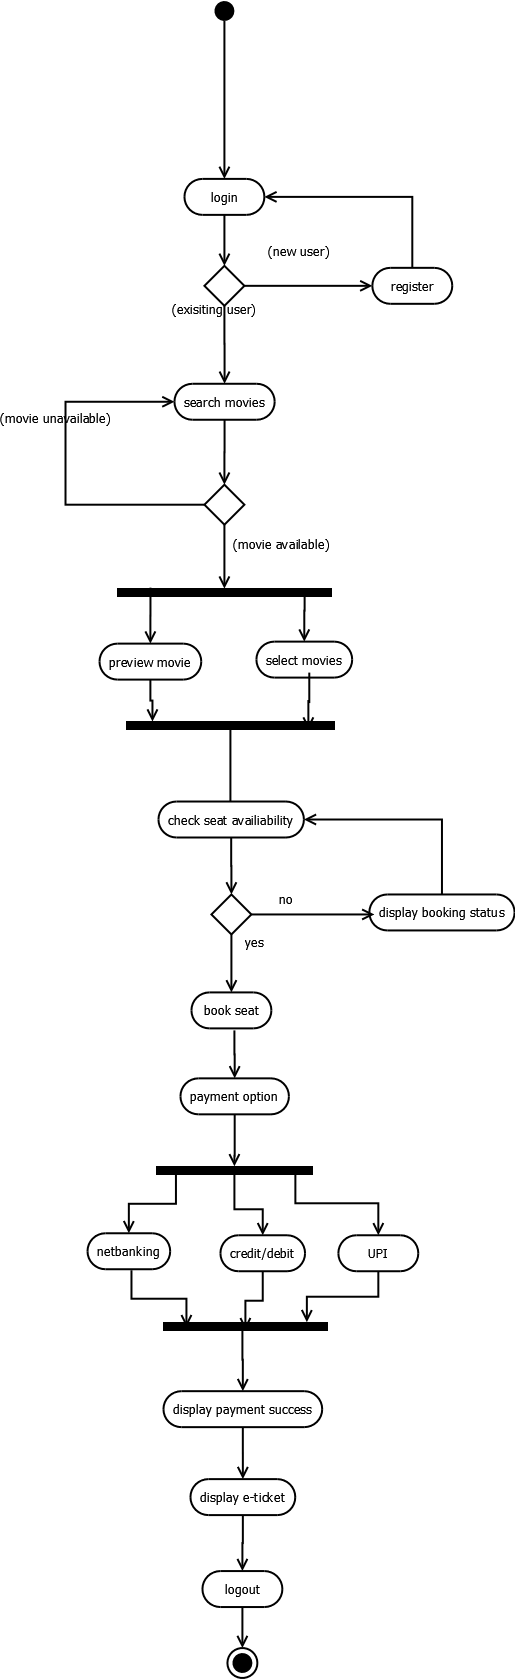 login
(new user)
register
(exisiting user)
search movies
(movie unavailable)
(movie available)
preview movie
select movies
check seat availiability
no
display booking status
yes
book seat
payment option
netbanking
credit/debit
UPI
display payment success
display e-ticket
logout